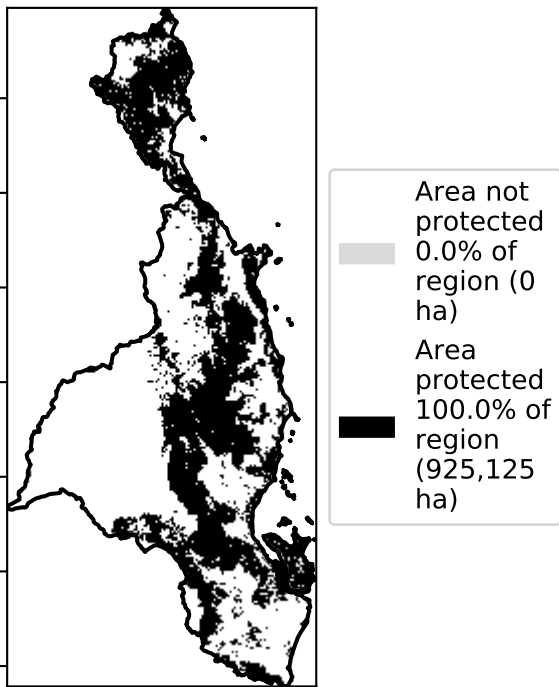 Area not
protected
0.0% of
region (0
ha)
Area
protected
100.0% of
region
(925,125
ha)